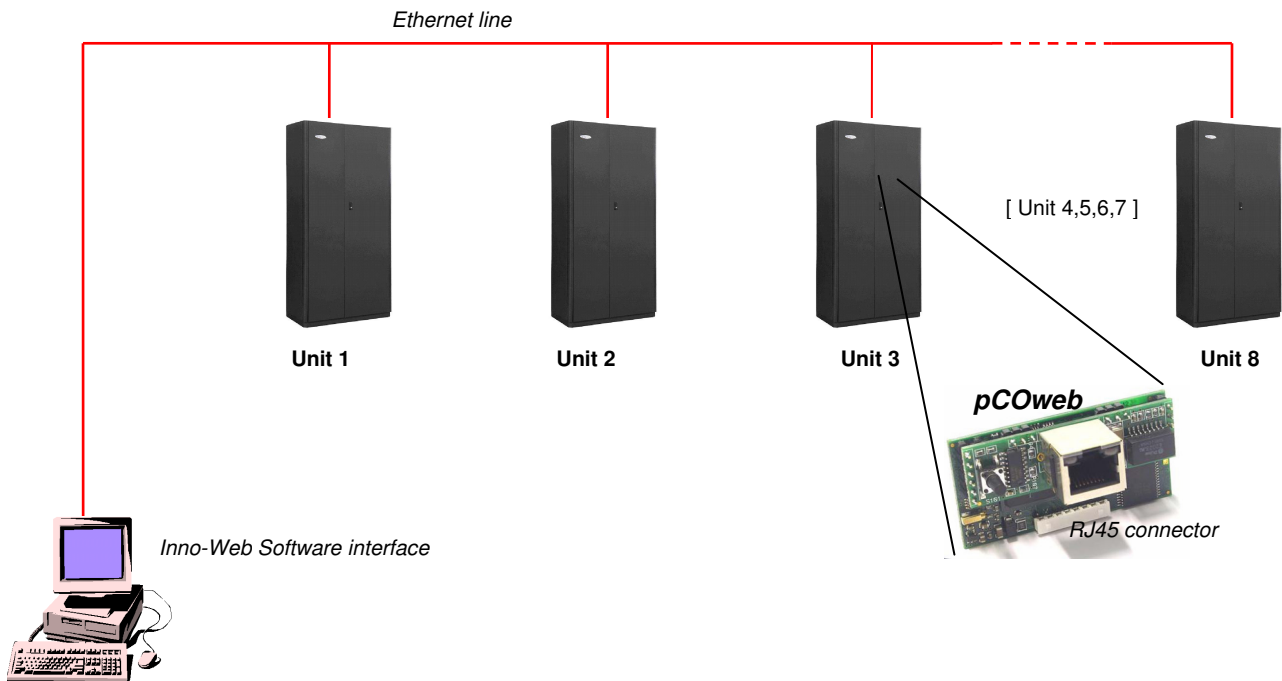 Ethernet line
[ Unit 4,5,6,7 ]
Unit 1
Unit 2
Unit 3
Unit 8
pCOweb
RJ45 connector
Inno-Web Software interface